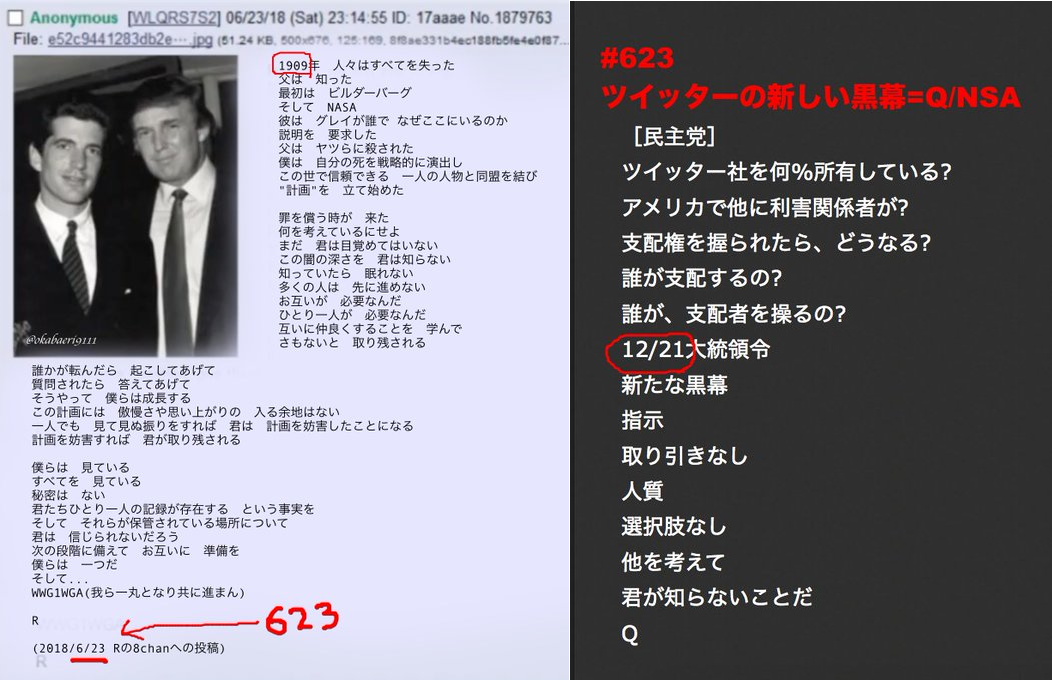 Anonymous [WLQRS7S2] 06/23/18 (Sat) 23:14:55 ID: 17aaae No.1879763
File: e52c9441283db2e….jpg (51.24 KB, 500x676, 125:169, 8f8ae331b4ec188fb5fe4e0f87...
1909年　人々はすべてを失った
父は　知った
最初は　ビルダーバーグ
そして　NASA
彼は　グレイが誰で なぜここにいるのか
説明を　要求した
父は　ヤツらに殺された
僕は　自分の死を戦略的に演出し
この世で信頼できる　一人の人物と同盟を結び
"計画"を　立て始めた
罪を償う時が　来た
何を考えているにせよ
まだ　君は目覚めてはいない
この闇の深さを　君は知らない
知っていたら　眠れない
多くの人は　先に進めない
お互いが　必要なんだ
ひとり一人が　必要なんだ
互いに仲良くすることを　学んで
さもないと　取り残される
@okabaeri9111
誰かが転んだら　起こしてあげて
質問されたら　答えてあげて
そうやって　僕らは成長する
この計画には　傲慢さや思い上がりの　入る余地はない
一人でも　見て見ぬ振りをすれば　君は　計画を妨害したことになる
計画を妨害すれば　君が取り残される
僕らは　見ている
すべてを　見ている
秘密は　ない
君たちひとり一人の記録が存在する　という事実を
そして　それらが保管されている場所について
君は　信じられないだろう
次の段階に備えて　お互いに　準備を
僕らは　一つだ
そして...
WWG1WGA(我ら一丸となり共に進まん)
R
623
(2018/6/23 Rの8chanへの投稿)
R
#623
ツイッターの新しい黒幕=Q/NSA
［民主党］
ツイッター社を何%所有している?
アメリカで他に利害関係者が?
支配権を握られたら、どうなる?
誰が支配するの?
誰が、支配者を操るの?
12/21大統領令
新たな黒幕
指示
取り引きなし
人質
選択肢なし
他を考えて
君が知らないことだ
Q